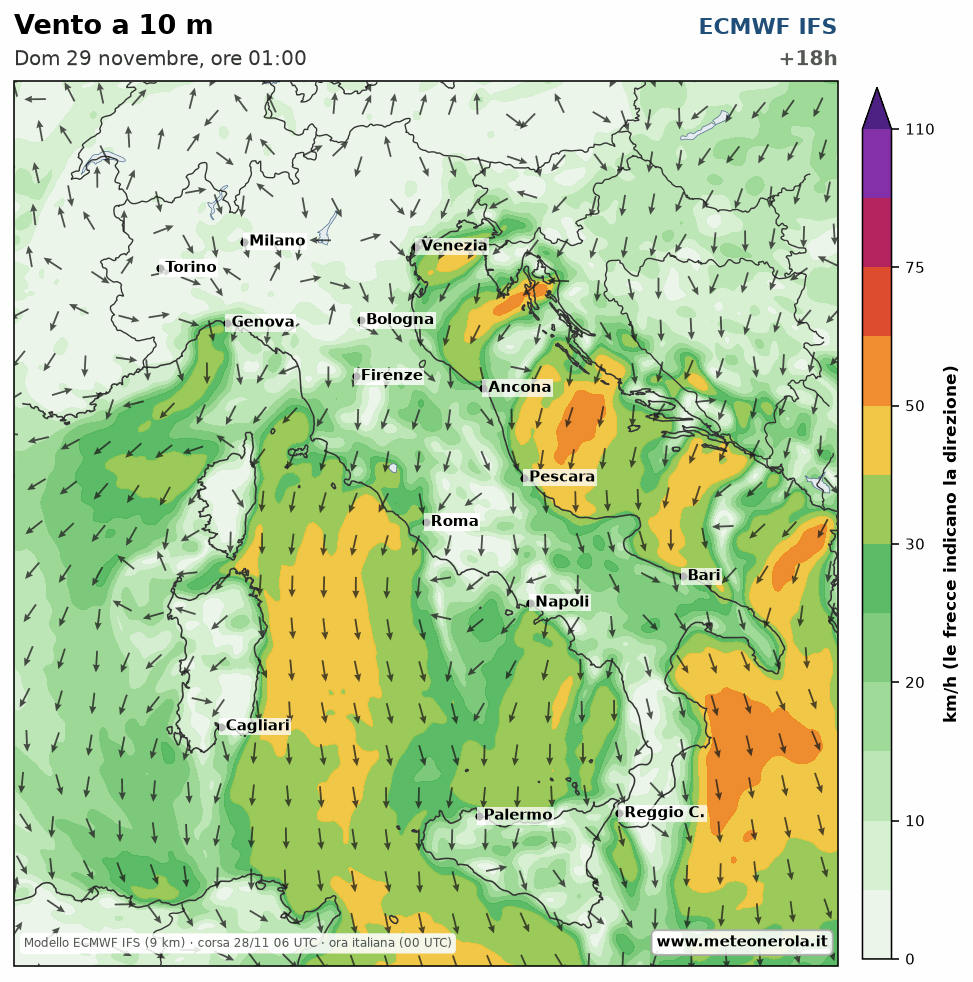 Vento a 10 m
ECMWF IFS
Dom 29 novembre, ore 01:00
+18h
110
Venezia
Milano
Torino
75
Bologna
Genova
Firenze
Ancona
50
Pescara
Roma
30
Bari
Napoli
20
Cagliari
Palermo
Reggio C.
10
km/h (le frecce indicano la direzione)
Modello ECMWF IFS (9 km) · corsa 28/11 06 UTC · ora italiana (00 UTC)
www.meteonerola.it
0